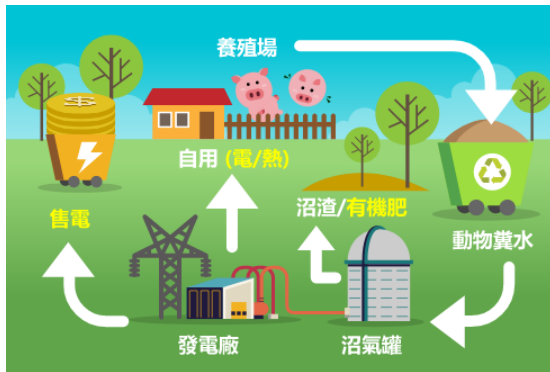 養殖場
自用 (電/熱)
沼渣/有機肥
售電
動物糞水
發電廠
沼氣罐